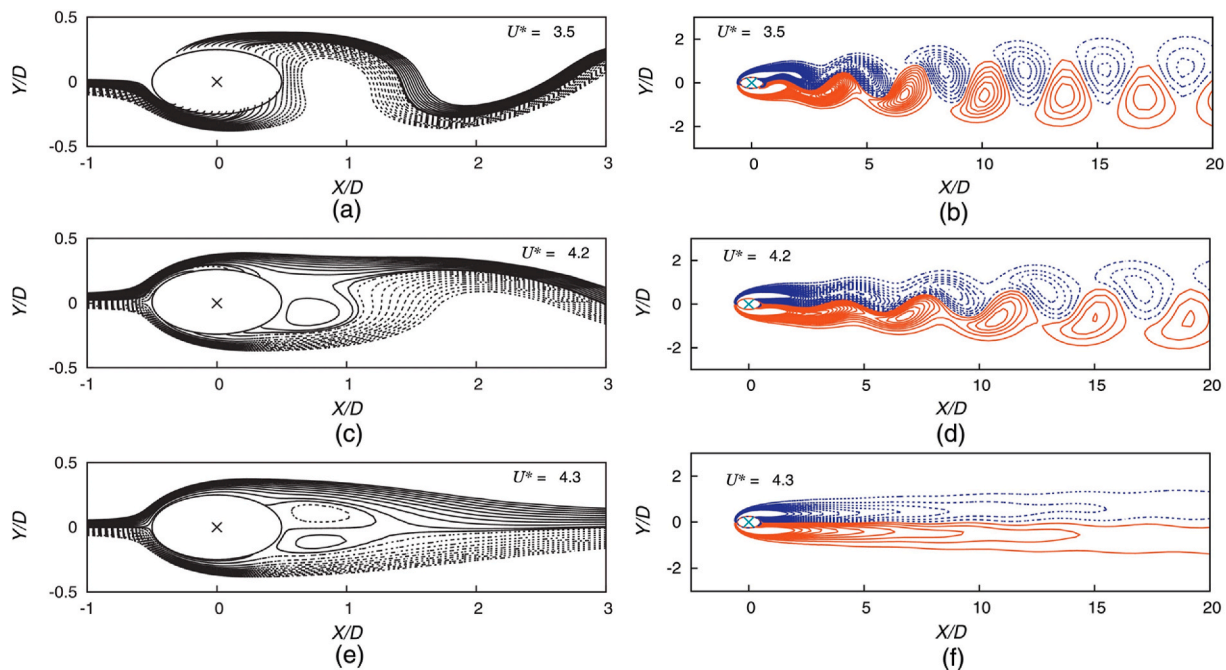 0.5
U* = 3.5
Y/D
0
-0.5
-1 0 1 2 3
X/D
(a)
U* = 3.5
2
Y/D
0
-2
0 5 10 15 20
X/D
(b)
0.5
U* = 4.2
Y/D
0
-0.5
-1 0 1 2 3
X/D
(c)
U* = 4.2
2
Y/D
0
-2
0 5 10 15 20
X/D
(d)
0.5
U* = 4.3
Y/D
0
-0.5
-1 0 1 2 3
X/D
(e)
U* = 4.3
2
Y/D
0
-2
0 5 10 15 20
X/D
(f)